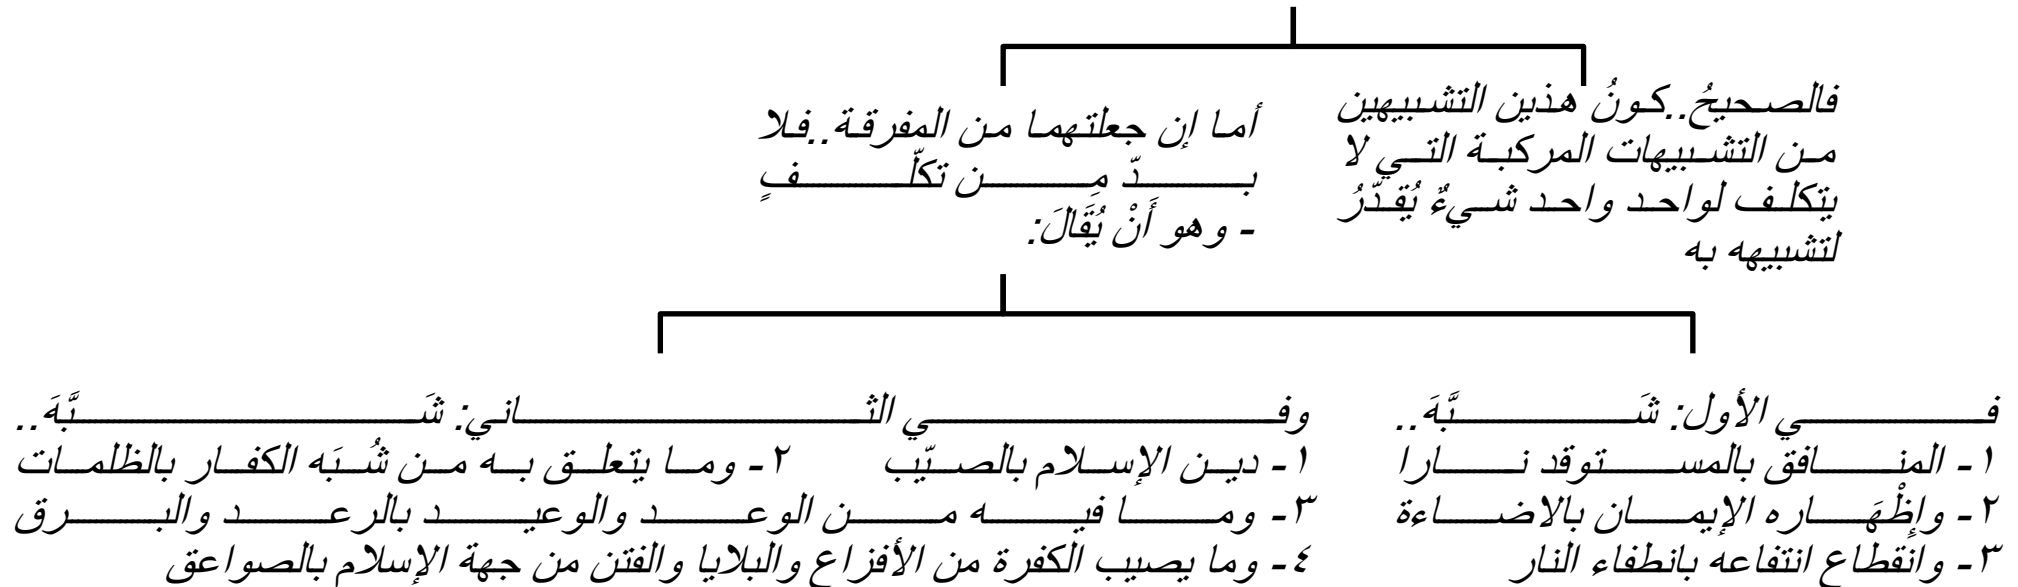 فالصحيحُ..كونُ هذين التشبيهين
من التشبيهات المركبة التي لا
يتكلف لواحد واحد شيءٌ يُقدّرُ
لتشبيهه به
أما إن جعلتهما من المفرقة..فلا
بدّ مِن تكلّفٍ
- وهو أَنْ يُقَالَ:
في الأول: شَبَّهَ..
١- المنافق بالمستوقد نارا
٢- وإِظْهَاره الإيمان بالاضاءة
٣- وانقطاع انتفاعه بانطفاء النار
وفي الثاني: شَبَّهَ..
١- دين الإسلام بالصيّب ٢- وما يتعلق به من شُبَه الكفار بالظلمات
٣- وما فيه من الوعد والوعيد بالرعد والبرق
٤- وما يصيب الكفرة من الأفزاع والبلايا والفتن من جهة الإسلام بالصواعق